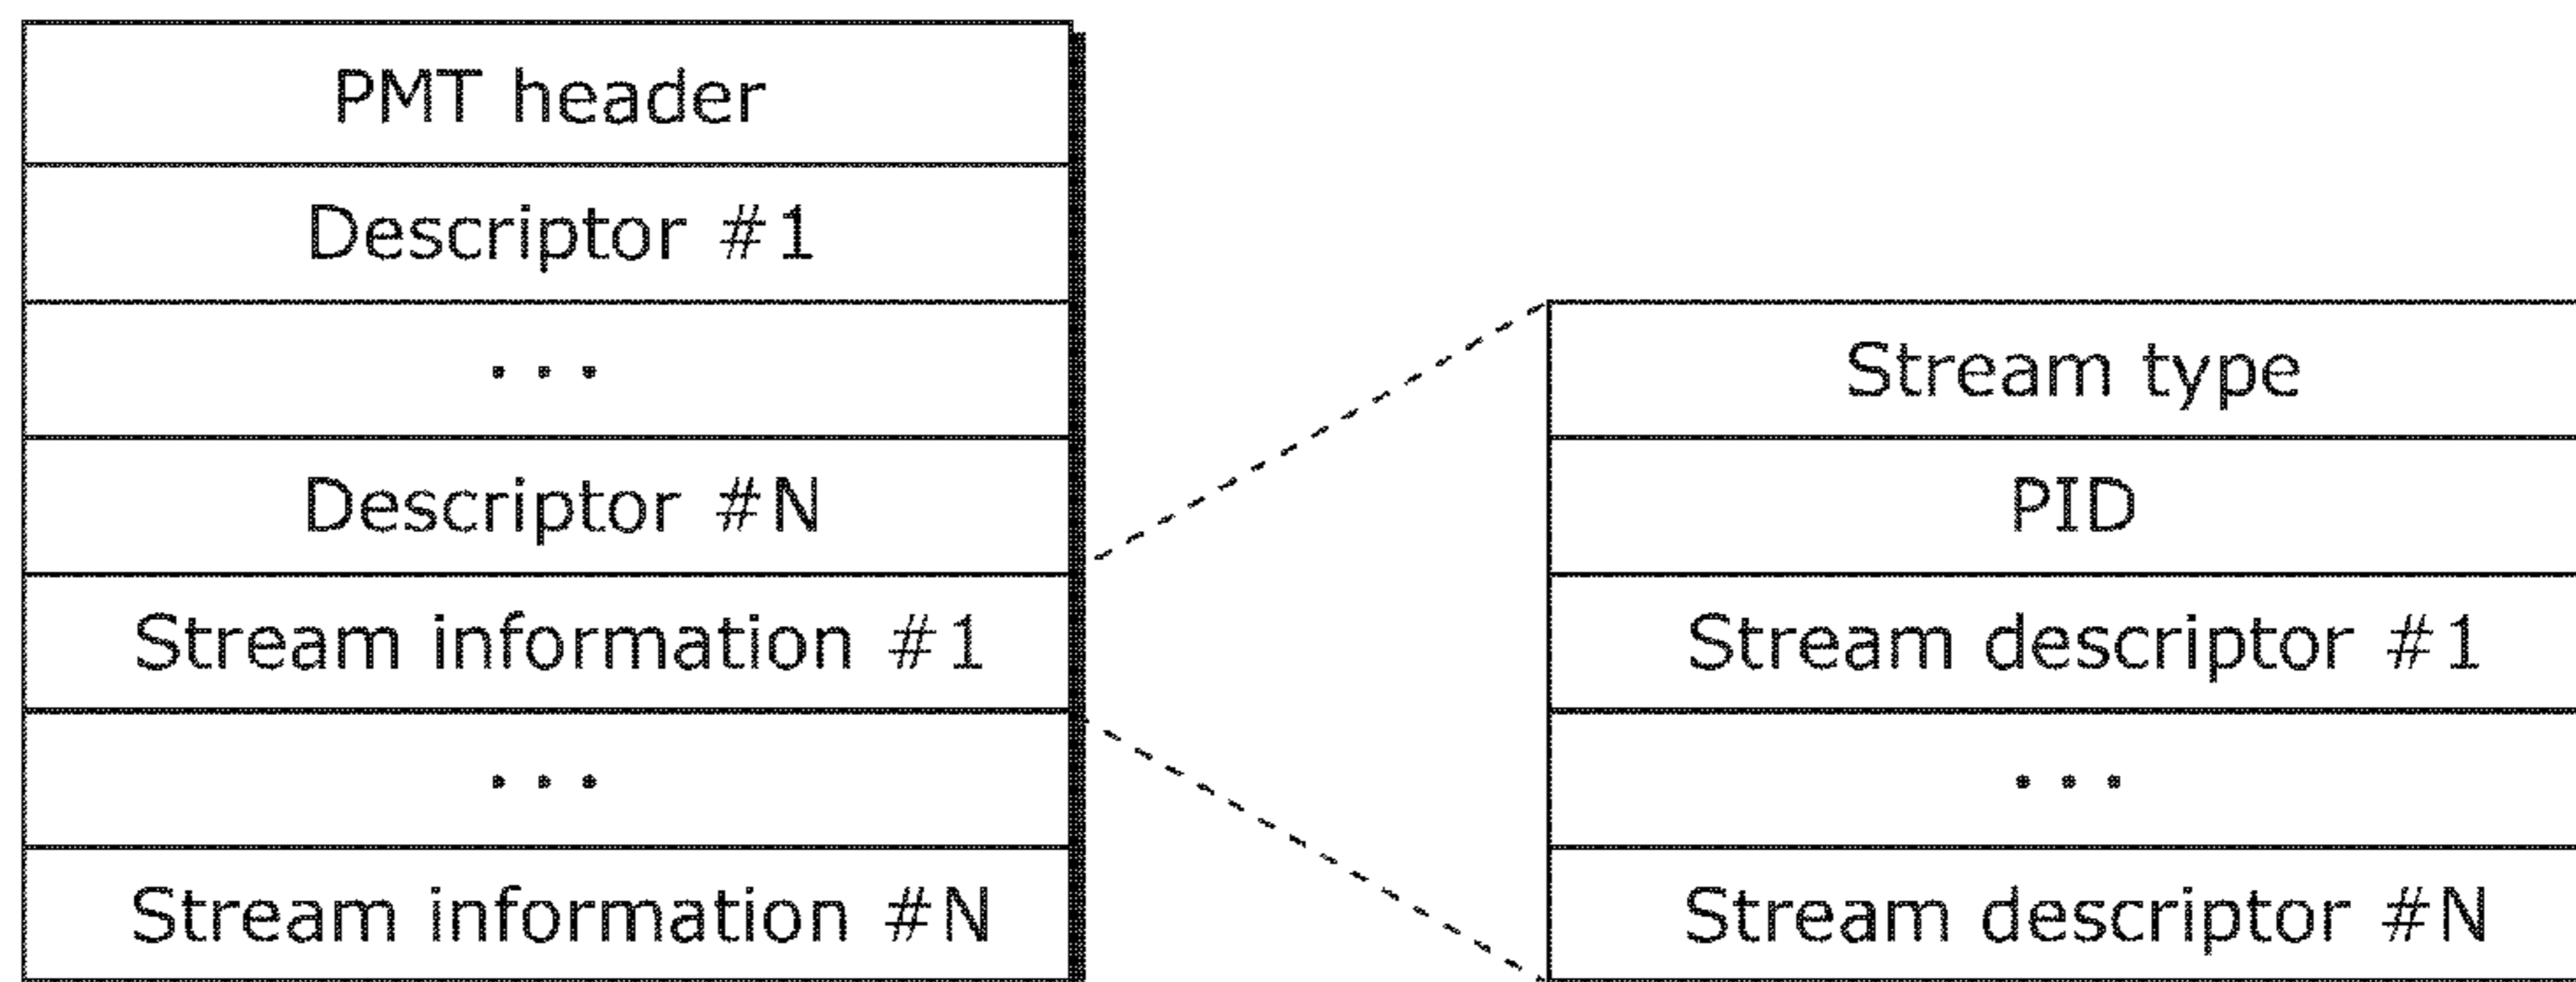 PMT header
Descriptor #1
...
Descriptor #N
Stream information #1
...
Stream information #N
Stream type
PID
Stream descriptor #1
...
Stream descriptor #N